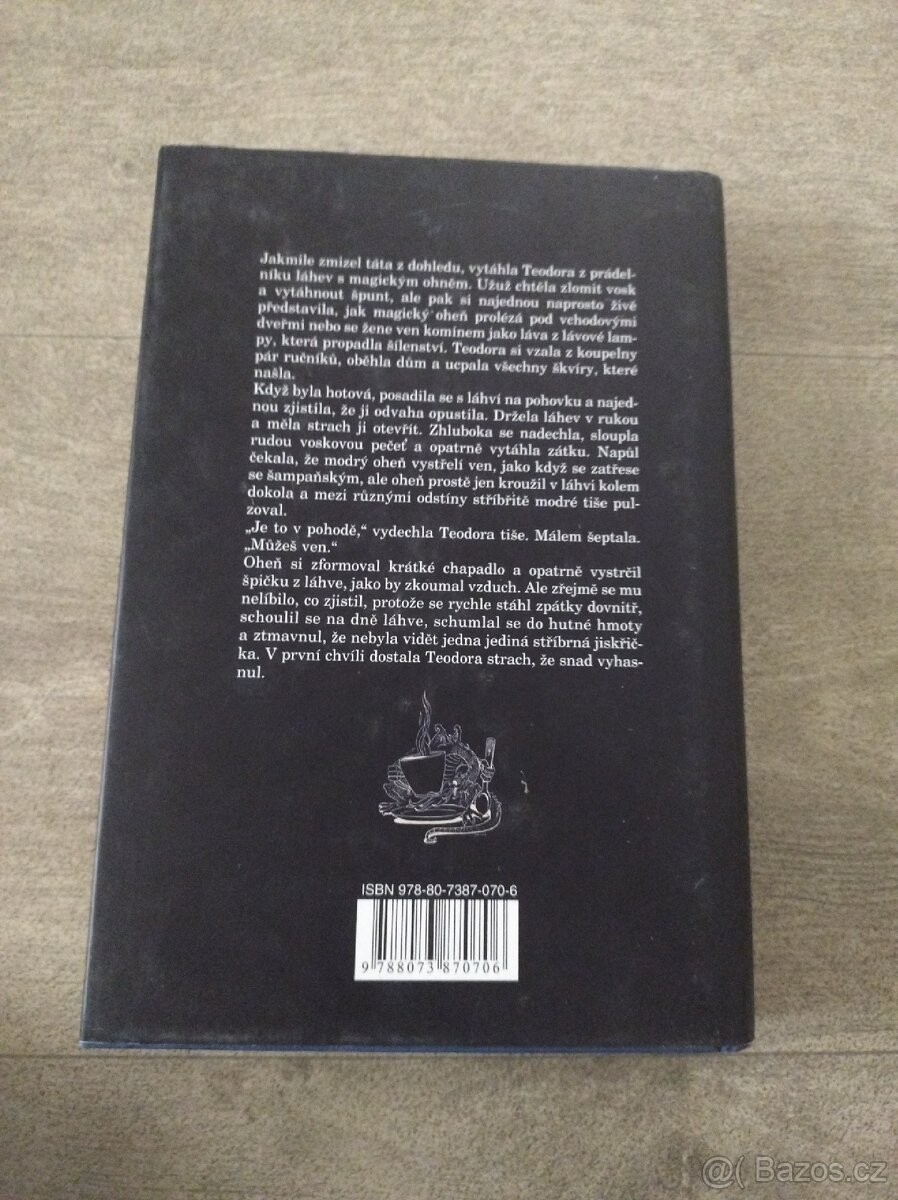 Jakmile zmizel táta z dohledu, vytáhla Teodora z prádel-
níku láhev s magickým ohněm. Užuž chtěla zlomit vosk
a vytáhnout špunt, ale pak si najednou naprosto živě
představila, jak magický oheň prolézá pod vchodovými
dveřmi nebo se žene ven komínem jako láva z lávové lam-
py, která propadla šílenství. Teodora si vzala z koupelny
pár ručníků, oběhla dům a ucpala všechny škvíry, které
našla.
Když byla hotová, posadila se s láhví na pohovku a najed-
nou zjistila, že ji odvaha opustila. Držela láhev v rukou
a měla strach ji otevřít. Zhluboka se nadechla, sloupla
rudou voskovou pečeť a opatrně vytáhla zátku. Napůl
čekala, že modrý oheň vystřelí ven, jako když se zatřese
se šampaňským, ale oheň prostě jen kroužil v láhvi kolem
dokola a mezi různými odstíny stříbřitě modré tiše pul-
zoval.
„Je to v pohodě,“ vydechla Teodora tiše. Málem šeptala.
„Můžeš ven.“
Oheň si zformoval krátké chapadlo a opatrně vystrčil
špičku z láhve, jako by zkoumal vzduch. Ale zřejmě se mu
nelíbilo, co zjistil, protože se rychle stáhl zpátky dovnitř,
schoulil se na dně láhve, schumlal se do hutné hmoty
a ztmavnul, že nebyla vidět jedna jediná stříbrná jiskřič-
ka. V první chvíli dostala Teodora strach, že snad vyhas-
nul.
ISBN 978-80-7387-070-6
9 788073 870706
@( Bazos.cz